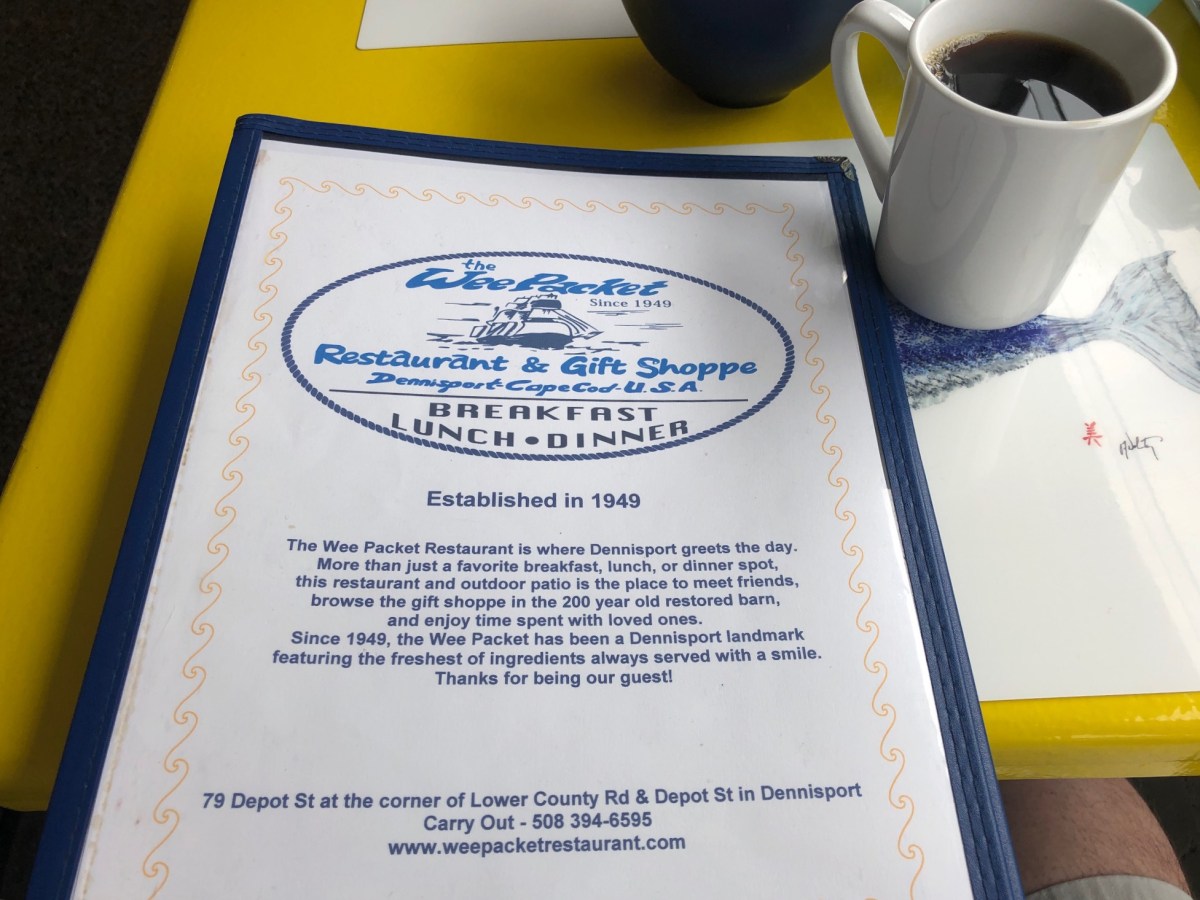 the
Wee Packet
Since 1949
Restaurant & Gift Shoppe
Dennisport-Cape Cod-U.S.A.
BREAKFAST
LUNCH • DINNER
Established in 1949
The Wee Packet Restaurant is where Dennisport greets the day.
More than just a favorite breakfast, lunch, or dinner spot,
this restaurant and outdoor patio is the place to meet friends,
browse the gift shoppe in the 200 year old restored barn,
and enjoy time spent with loved ones.
Since 1949, the Wee Packet has been a Dennisport landmark
featuring the freshest of ingredients always served with a smile.
Thanks for being our guest!
79 Depot St at the corner of Lower County Rd & Depot St in Dennisport
Carry Out - 508 394-6595
www.weepacketrestaurant.com
美